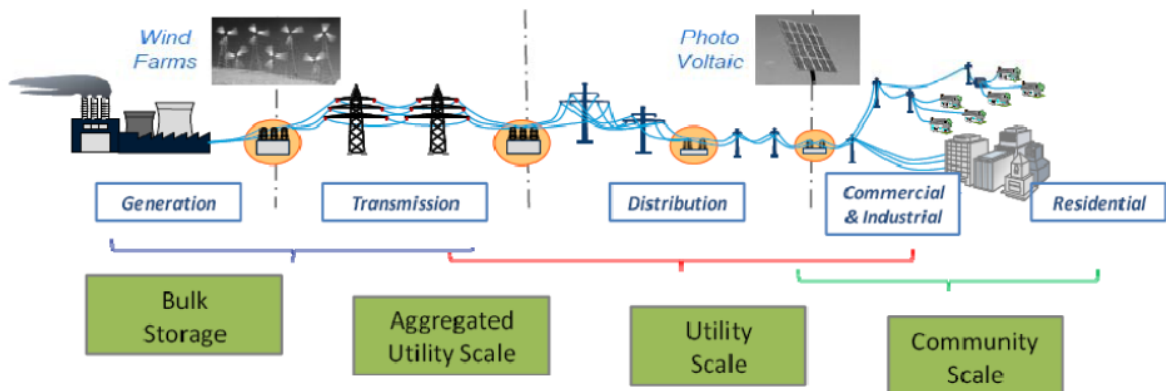 Wind
Farms
Photo
Voltaic
Generation
Transmission
Distribution
Commercial
& Industrial
Residential
Bulk
Storage
Aggregated
Utility Scale
Utility
Scale
Community
Scale